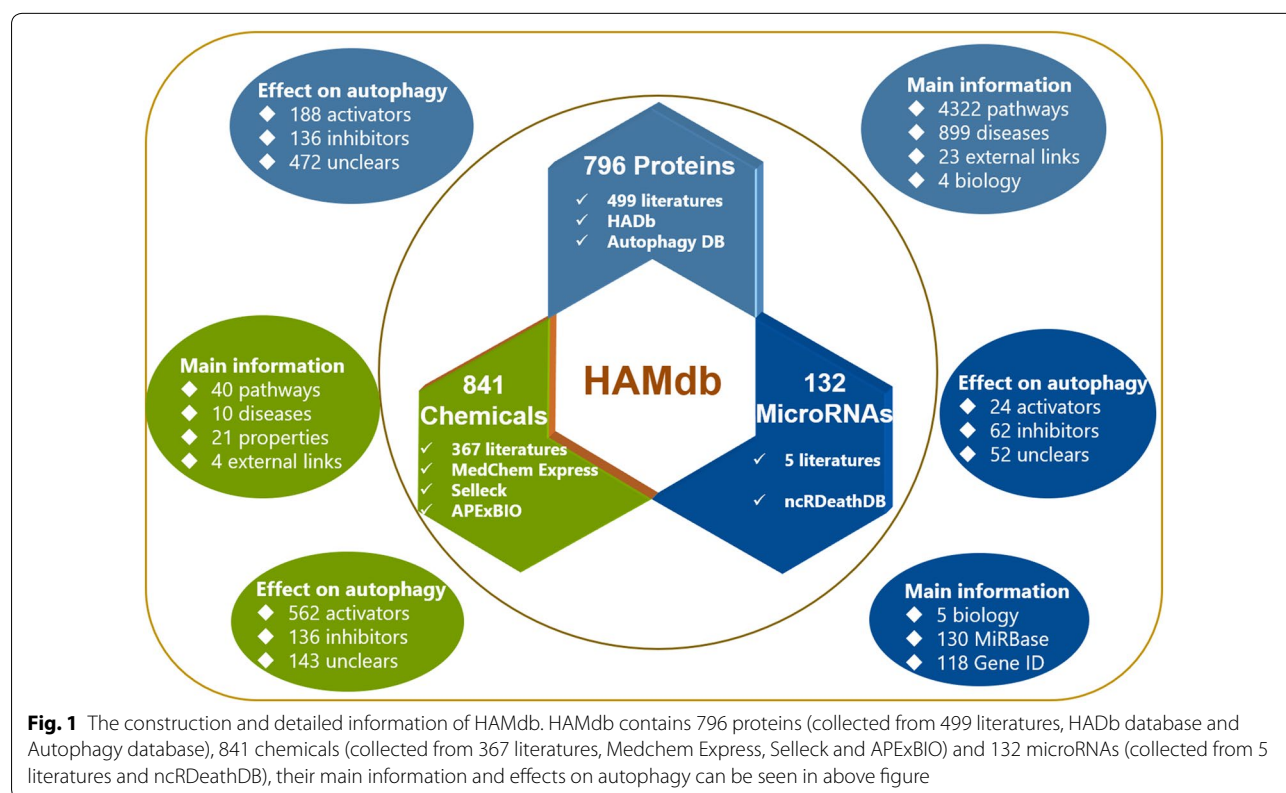 Effect on autophagy
◆ 188 activators
◆ 136 inhibitors
◆ 472 unclears
Main information
◆ 4322 pathways
◆ 899 diseases
◆ 23 external links
◆ 4 biology
796 Proteins
✓ 499 literatures
✓ HADb
✓ Autophagy DB
Main information
◆ 40 pathways
◆ 10 diseases
◆ 21 properties
◆ 4 external links
841
Chemicals
✓ 367 literatures
✓ MedChem Express
✓ Selleck
✓ APExBIO
HAMdb
132
MicroRNAs
✓ 5 literatures
✓ ncRDeathDB
Effect on autophagy
◆ 24 activators
◆ 62 inhibitors
◆ 52 unclears
Effect on autophagy
◆ 562 activators
◆ 136 inhibitors
◆ 143 unclears
Main information
◆ 5 biology
◆ 130 MiRBase
◆ 118 Gene ID
Fig. 1 The construction and detailed information of HAMdb. HAMdb contains 796 proteins (collected from 499 literatures, HADb database and
Autophagy database), 841 chemicals (collected from 367 literatures, Medchem Express, Selleck and APExBIO) and 132 microRNAs (collected from 5
literatures and ncRDeathDB), their main information and effects on autophagy can be seen in above figure